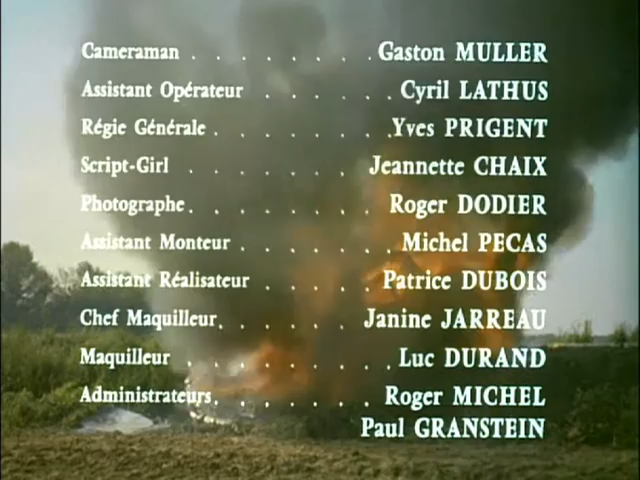 Cameraman . . . . . . . . Gaston MULLER
Assistant Opérateur . . . . . . Cyril LATHUS
Régie Générale . . . . . . . . Yves PRIGENT
Script-Girl . . . . . . . . Jeannette CHAIX
Photographe . . . . . . . . Roger DODIER
Assistant Monteur . . . . . . . Michel PECAS
Assistant Réalisateur . . . . . Patrice DUBOIS
Chef Maquilleur . . . . . . Janine JARREAU
Maquilleur . . . . . . . . . Luc DURAND
Administrateurs . . . . . . . Roger MICHEL
Paul GRANSTEIN